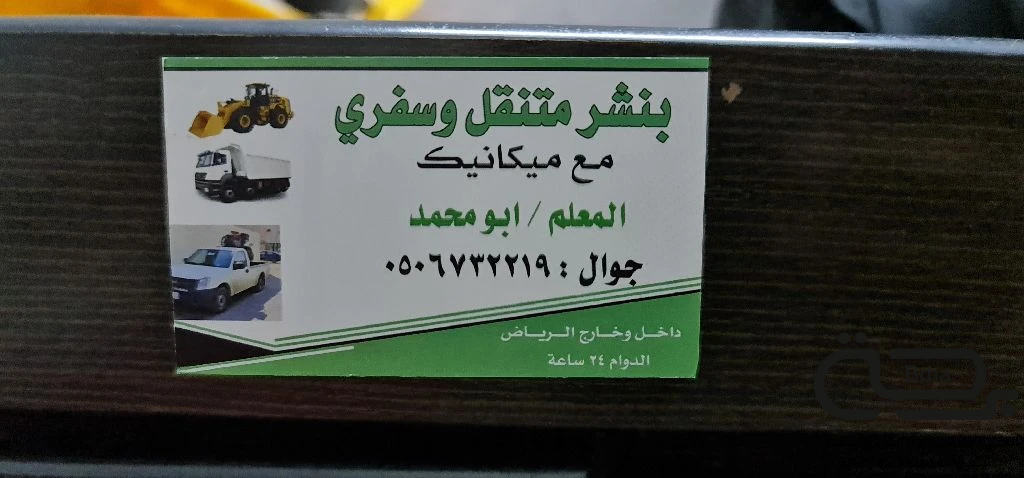 بنشر متنقل وسفري
مع ميكانيك
المعلم / ابو محمد
جوال : ٠٥٠٦٧٣٢٢١٩
داخل وخارج الرياض
الدوام ٢٤ ساعة